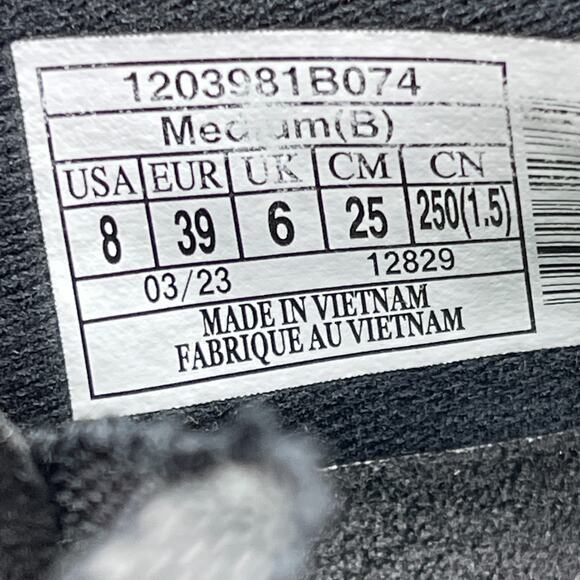 1203981B074
Medium(B)
USA EUR UK CM CN
8 39 6 25 250(1.5)
03/23 12829
MADE IN VIETNAM
FABRIQUE AU VIETNAM